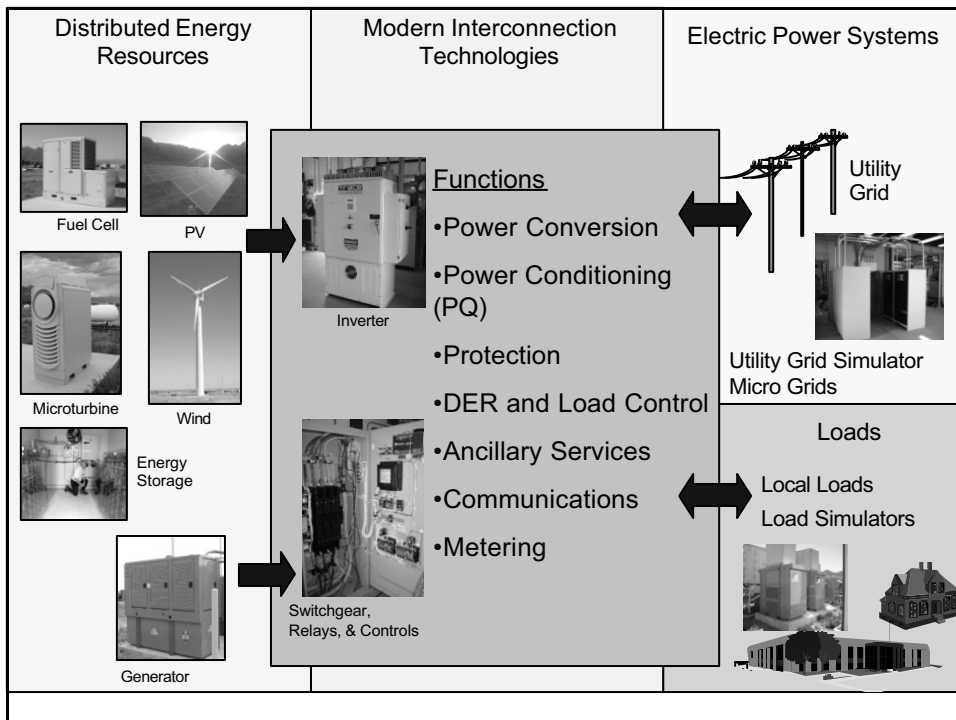 Distributed Energy
Resources
Modern Interconnection
Technologies
Electric Power Systems
Fuel Cell
PV
Microturbine
Wind
Energy
Storage
Generator
Inverter
Switchgear,
Relays, & Controls
Functions
•Power Conversion
•Power Conditioning
(PQ)
•Protection
•DER and Load Control
•Ancillary Services
•Communications
•Metering
Utility
Grid
Utility Grid Simulator
Micro Grids
Loads
Local Loads
Load Simulators